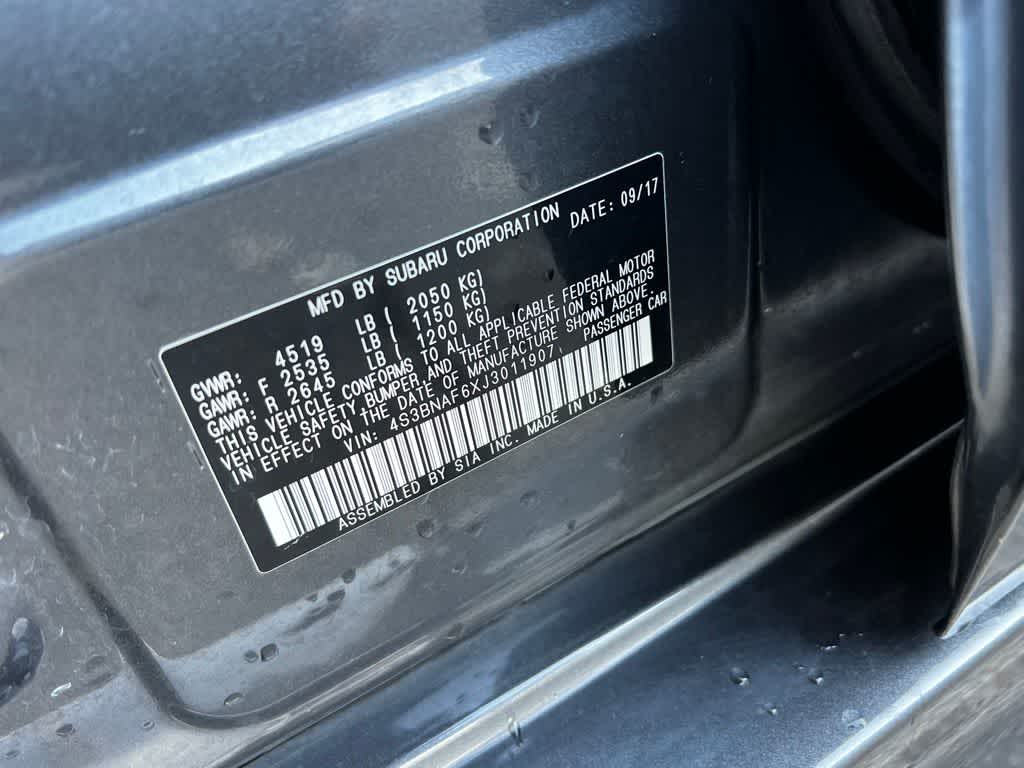 MFD BY SUBARU CORPORATION DATE: 09/17
GVWR: 4519 LB ( 2050 KG)
GAWR: F 2535 LB ( 1150 KG)
GAWR: R 2645 LB ( 1200 KG)
THIS VEHICLE CONFORMS TO ALL APPLICABLE FEDERAL MOTOR
VEHICLE SAFETY, BUMPER, AND THEFT PREVENTION STANDARDS
IN EFFECT ON THE DATE OF MANUFACTURE SHOWN ABOVE.
VIN: 4S3BNAF6XJ3011907, PASSENGER CAR
ASSEMBLED BY SIA INC. MADE IN U.S.A.